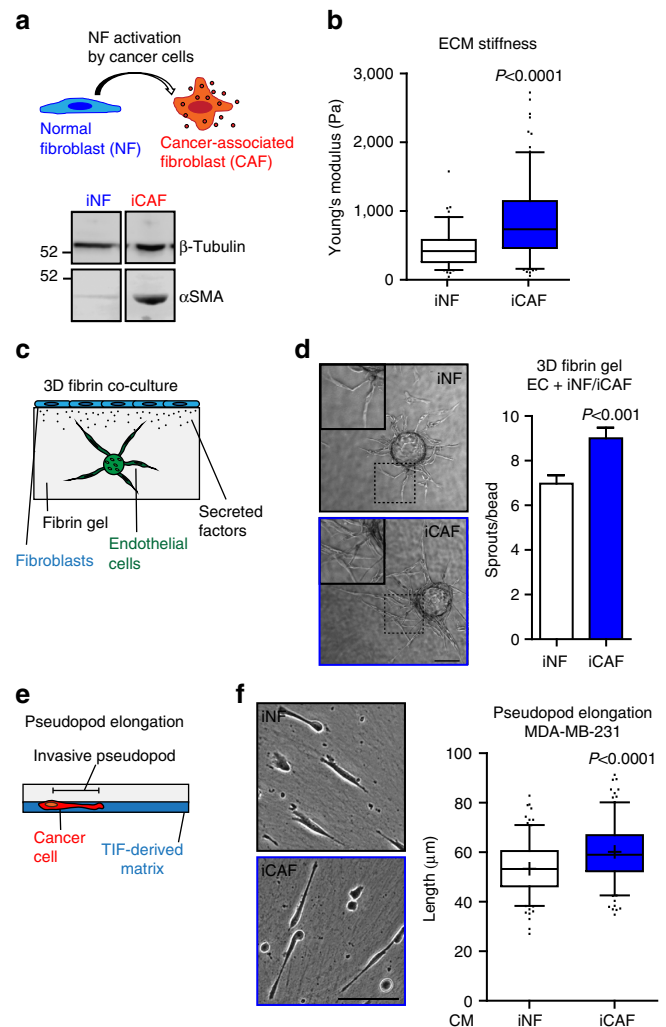 a
NF activation
by cancer cells
Normal
fibroblast (NF)
Cancer-associated
fibroblast (CAF)
iNF
iCAF
52
β-Tubulin
52
αSMA
b
ECM stiffness
P<0.0001
Young's modulus (Pa)
3,000
2,000
1,000
0
iNF
iCAF
c
3D fibrin co-culture
Fibrin gel
Secreted
factors
Fibroblasts
Endothelial
cells
d
iNF
iCAF
3D fibrin gel
EC + iNF/iCAF
P<0.001
Sprouts/bead
10
8
6
4
2
0
iNF
iCAF
e
Pseudopod elongation
Invasive pseudopod
Cancer
cell
TIF-derived
matrix
f
iNF
iCAF
Pseudopod elongation
MDA-MB-231
P<0.0001
Length (μm)
100
80
60
40
20
0
CM
iNF
iCAF